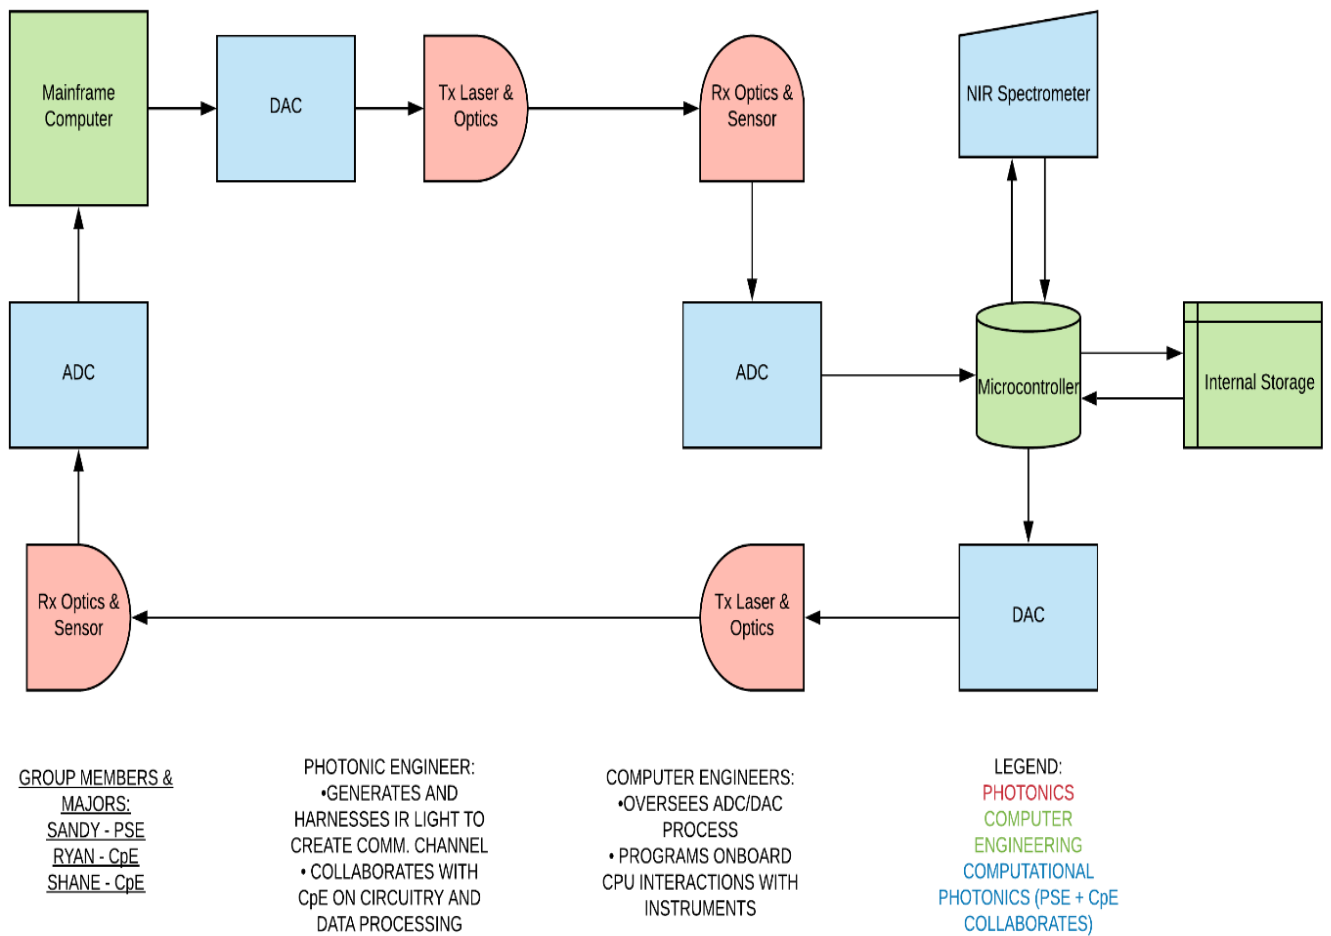 Mainframe
Computer
DAC
Tx Laser &
Optics
Rx Optics &
Sensor
NIR Spectrometer
ADC
ADC
Microcontroller
Internal Storage
Rx Optics &
Sensor
Tx Laser &
Optics
DAC
GROUP MEMBERS &
MAJORS:
SANDY - PSE
RYAN - CpE
SHANE - CpE
PHOTONIC ENGINEER:
•GENERATES AND
HARNESSES IR LIGHT TO
CREATE COMM. CHANNEL
• COLLABORATES WITH
CpE ON CIRCUITRY AND
DATA PROCESSING
COMPUTER ENGINEERS:
•OVERSEES ADC/DAC
PROCESS
• PROGRAMS ONBOARD
CPU INTERACTIONS WITH
INSTRUMENTS
LEGEND:
PHOTONICS
COMPUTER
ENGINEERING
COMPUTATIONAL
PHOTONICS (PSE + CpE
COLLABORATES)